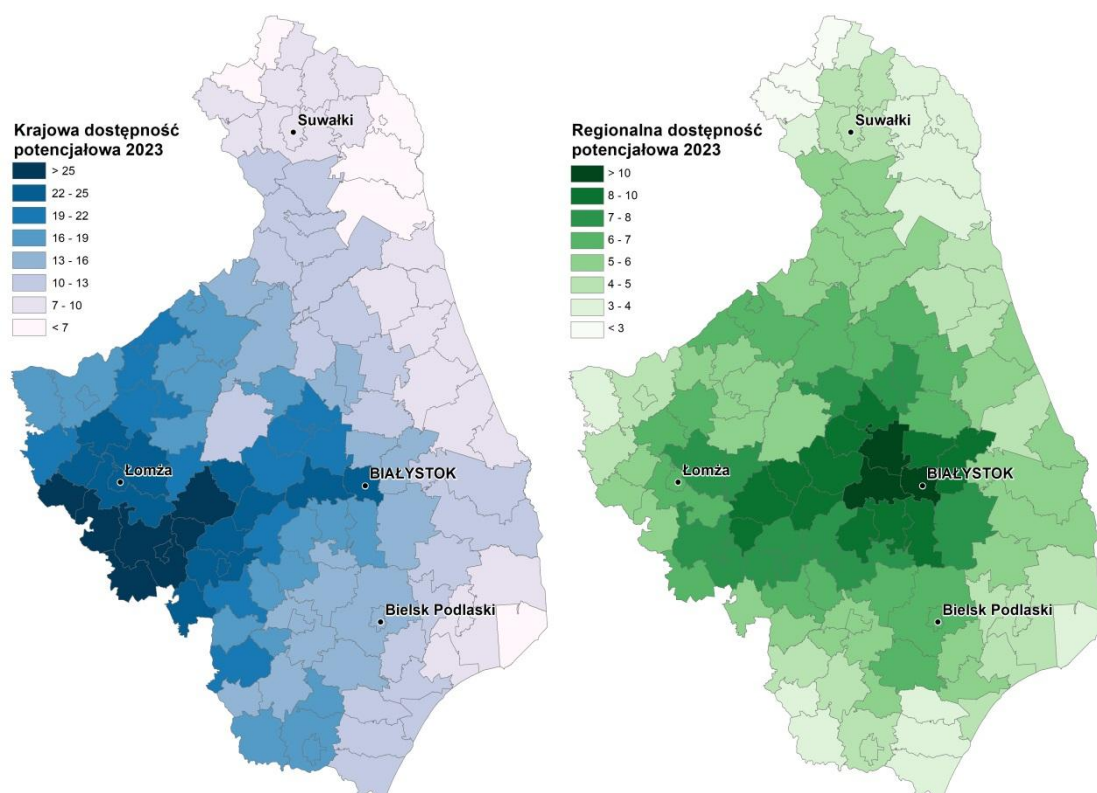 Krajowa dostępność
potencjałowa 2023
> 25
22 - 25
19 - 22
16 - 19
13 - 16
10 - 13
7 - 10
< 7
Suwałki
Łomża
BIAŁYSTOK
Bielsk Podlaski
Regionalna dostępność
potencjałowa 2023
> 10
8 - 10
7 - 8
6 - 7
5 - 6
4 - 5
3 - 4
< 3
Suwałki
Łomża
BIAŁYSTOK
Bielsk Podlaski